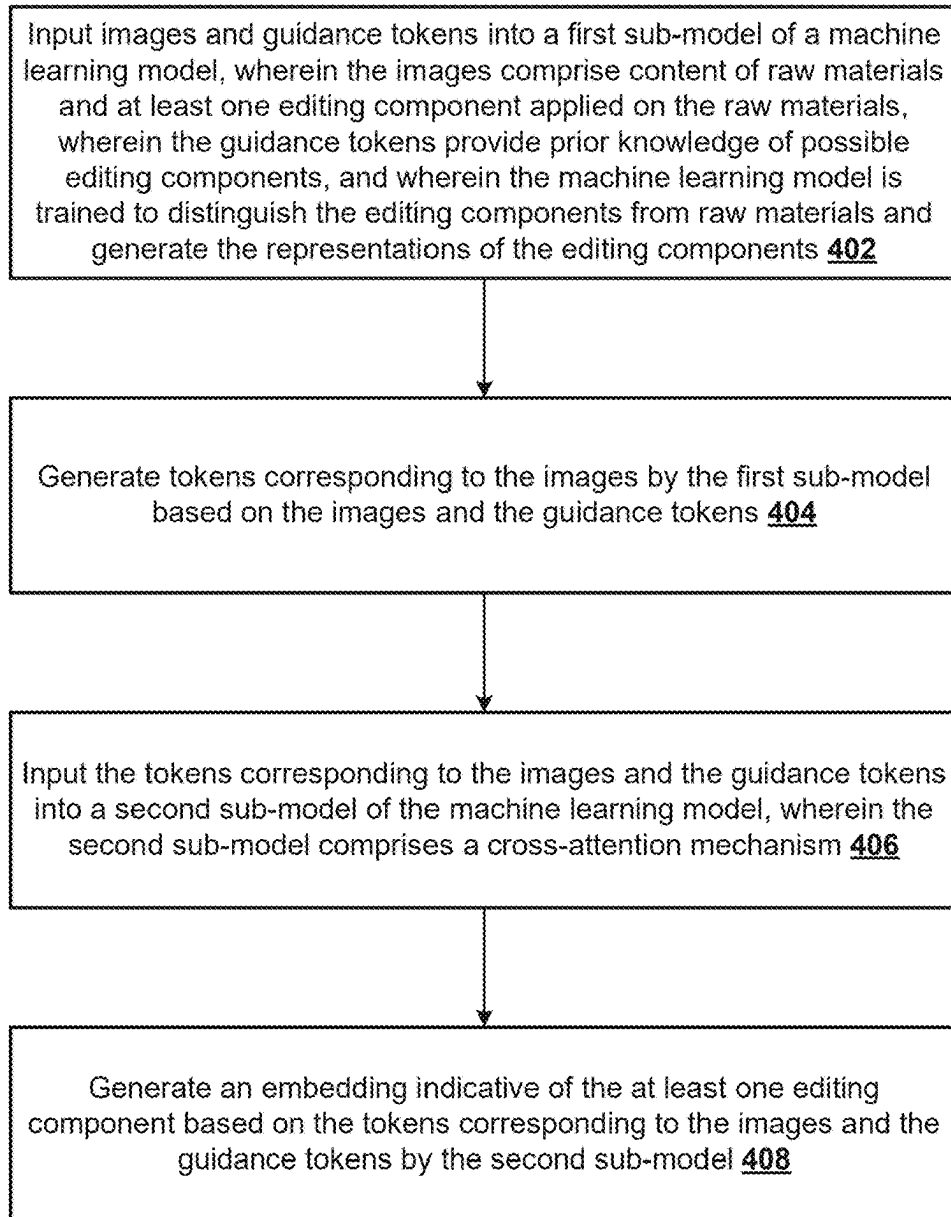 Input images and guidance tokens into a first sub-model of a machine
learning model, wherein the images comprise content of raw materials
and at least one editing component applied on the raw materials,
wherein the guidance tokens provide prior knowledge of possible
editing components, and wherein the machine learning model is
trained to distinguish the editing components from raw materials and
generate the representations of the editing components 402
Generate tokens corresponding to the images by the first sub-model
based on the images and the guidance tokens 404
Input the tokens corresponding to the images and the guidance tokens
into a second sub-model of the machine learning model, wherein the
second sub-model comprises a cross-attention mechanism 406
Generate an embedding indicative of the at least one editing
component based on the tokens corresponding to the images and the
guidance tokens by the second sub-model 408